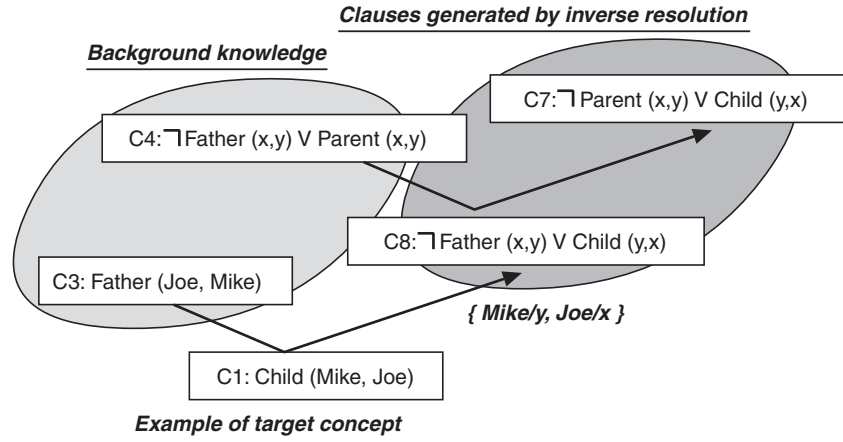 Clauses generated by inverse resolution
Background knowledge
C7:¬ Parent (x,y) V Child (y,x)
C4:¬ Father (x,y) V Parent (x,y)
C8:¬ Father (x,y) V Child (y,x)
C3: Father (Joe, Mike)
{ Mike/y, Joe/x }
C1: Child (Mike, Joe)
Example of target concept